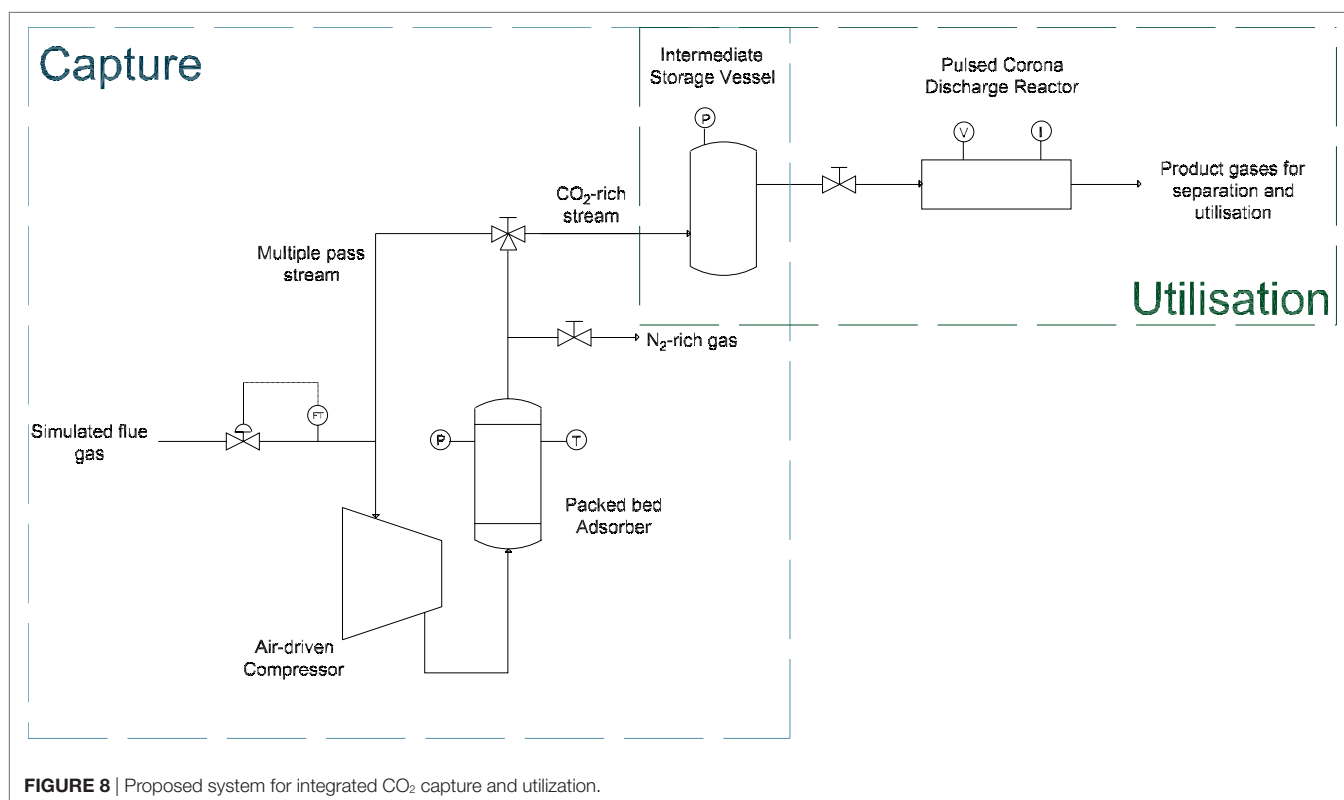 Capture
Intermediate
Storage Vessel
P
Pulsed Corona
Discharge Reactor
V
I
Product gases for
separation and
utilisation
CO₂-rich
stream
Multiple pass
stream
Utilisation
N₂-rich gas
Simulated flue
gas
FT
P
T
Packed bed
Adsorber
Air-driven
Compressor
FIGURE 8 | Proposed system for integrated CO₂ capture and utilization.